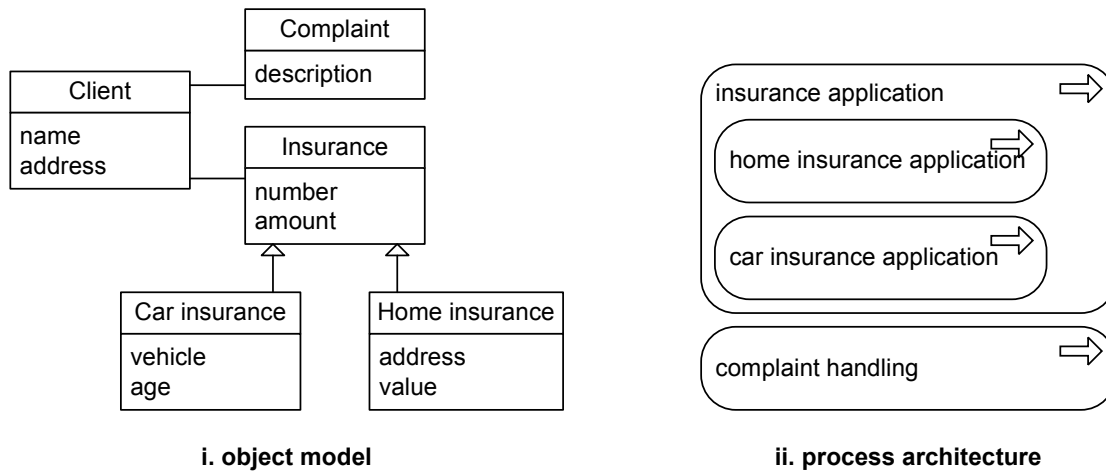 Complaint
description
Client
name
address
Insurance
number
amount
Car insurance
vehicle
age
Home insurance
address
value
i. object model
insurance application
home insurance application
car insurance application
complaint handling
ii. process architecture